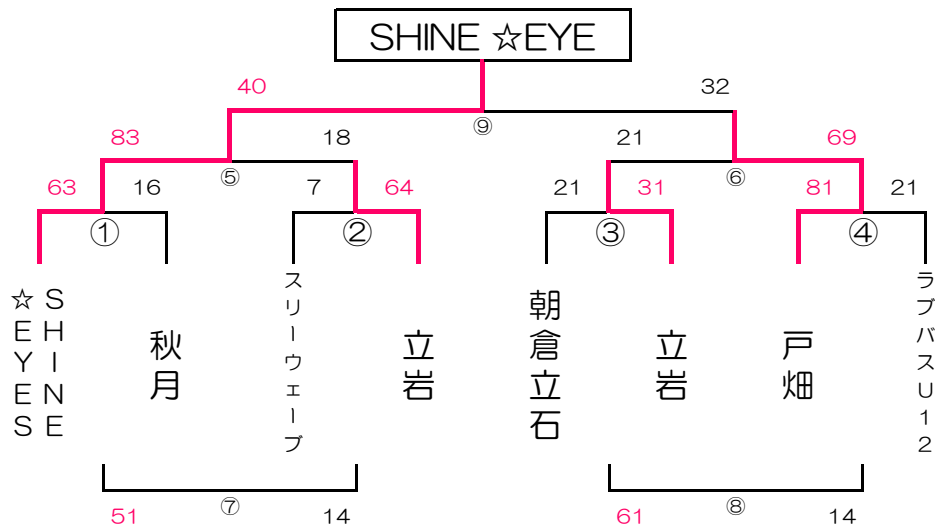 SHINE ☆EYE
40
32
⑨
83
18
21
69
⑤
⑥
63
16
7
64
21
31
81
21
①
②
③
④
SHINE
☆EYES
秋月
スリーウェーブ
立岩
朝倉立石
立岩
戸畑
ラブバスU12
⑦
⑧
51
14
61
14